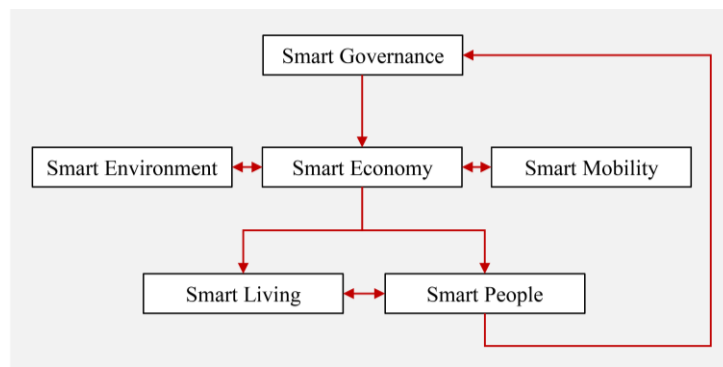 Smart Governance
Smart Environment
Smart Economy
Smart Mobility
Smart Living
Smart People